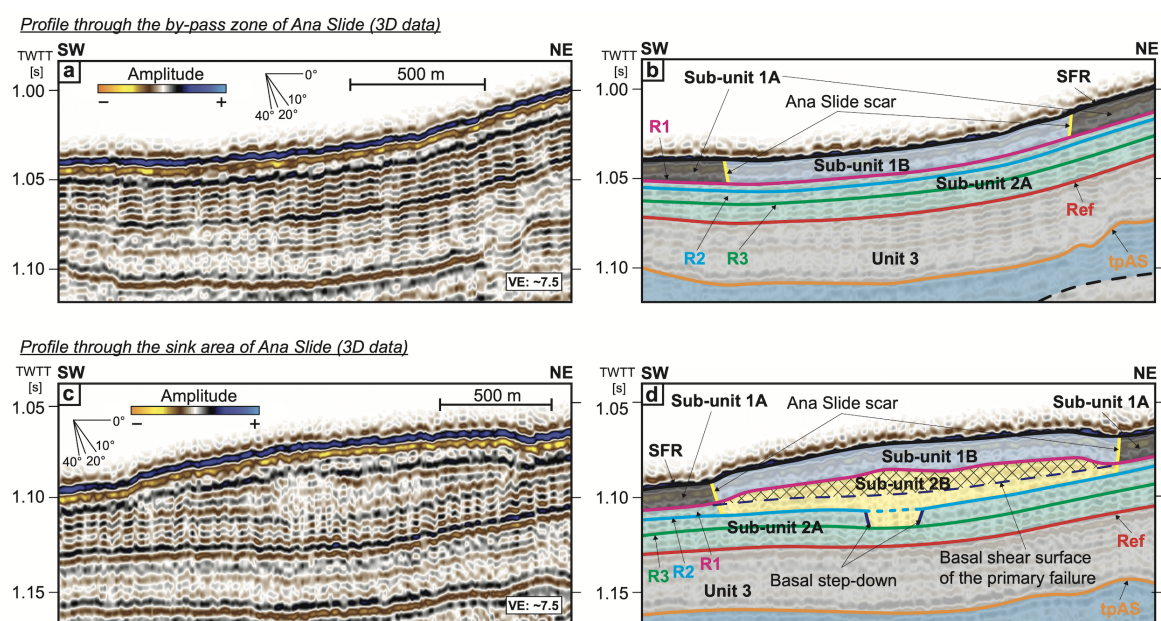 Profile through the by-pass zone of Ana Slide (3D data)
TWTT SW NE
[s]
a
Amplitude
– +
0°
10°
20°
40°
500 m
1.00
1.05
1.10
VE: ~7.5
TWTT SW NE
[s]
b
Sub-unit 1A
SFR
Ana Slide scar
R1
Sub-unit 1B
Sub-unit 2A
Ref
R2
R3
Unit 3
tpAS
1.00
1.05
1.10
Profile through the sink area of Ana Slide (3D data)
TWTT SW NE
[s]
c
Amplitude
– +
0°
10°
20°
40°
500 m
1.05
1.10
1.15
VE: ~7.5
TWTT SW NE
[s]
d
Sub-unit 1A
Ana Slide scar
Sub-unit 1A
SFR
Sub-unit 1B
Sub-unit 2B
Sub-unit 2A
R3
R2
R1
Basal step-down
Basal shear surface
of the primary failure
Ref
Unit 3
tpAS
1.05
1.10
1.15